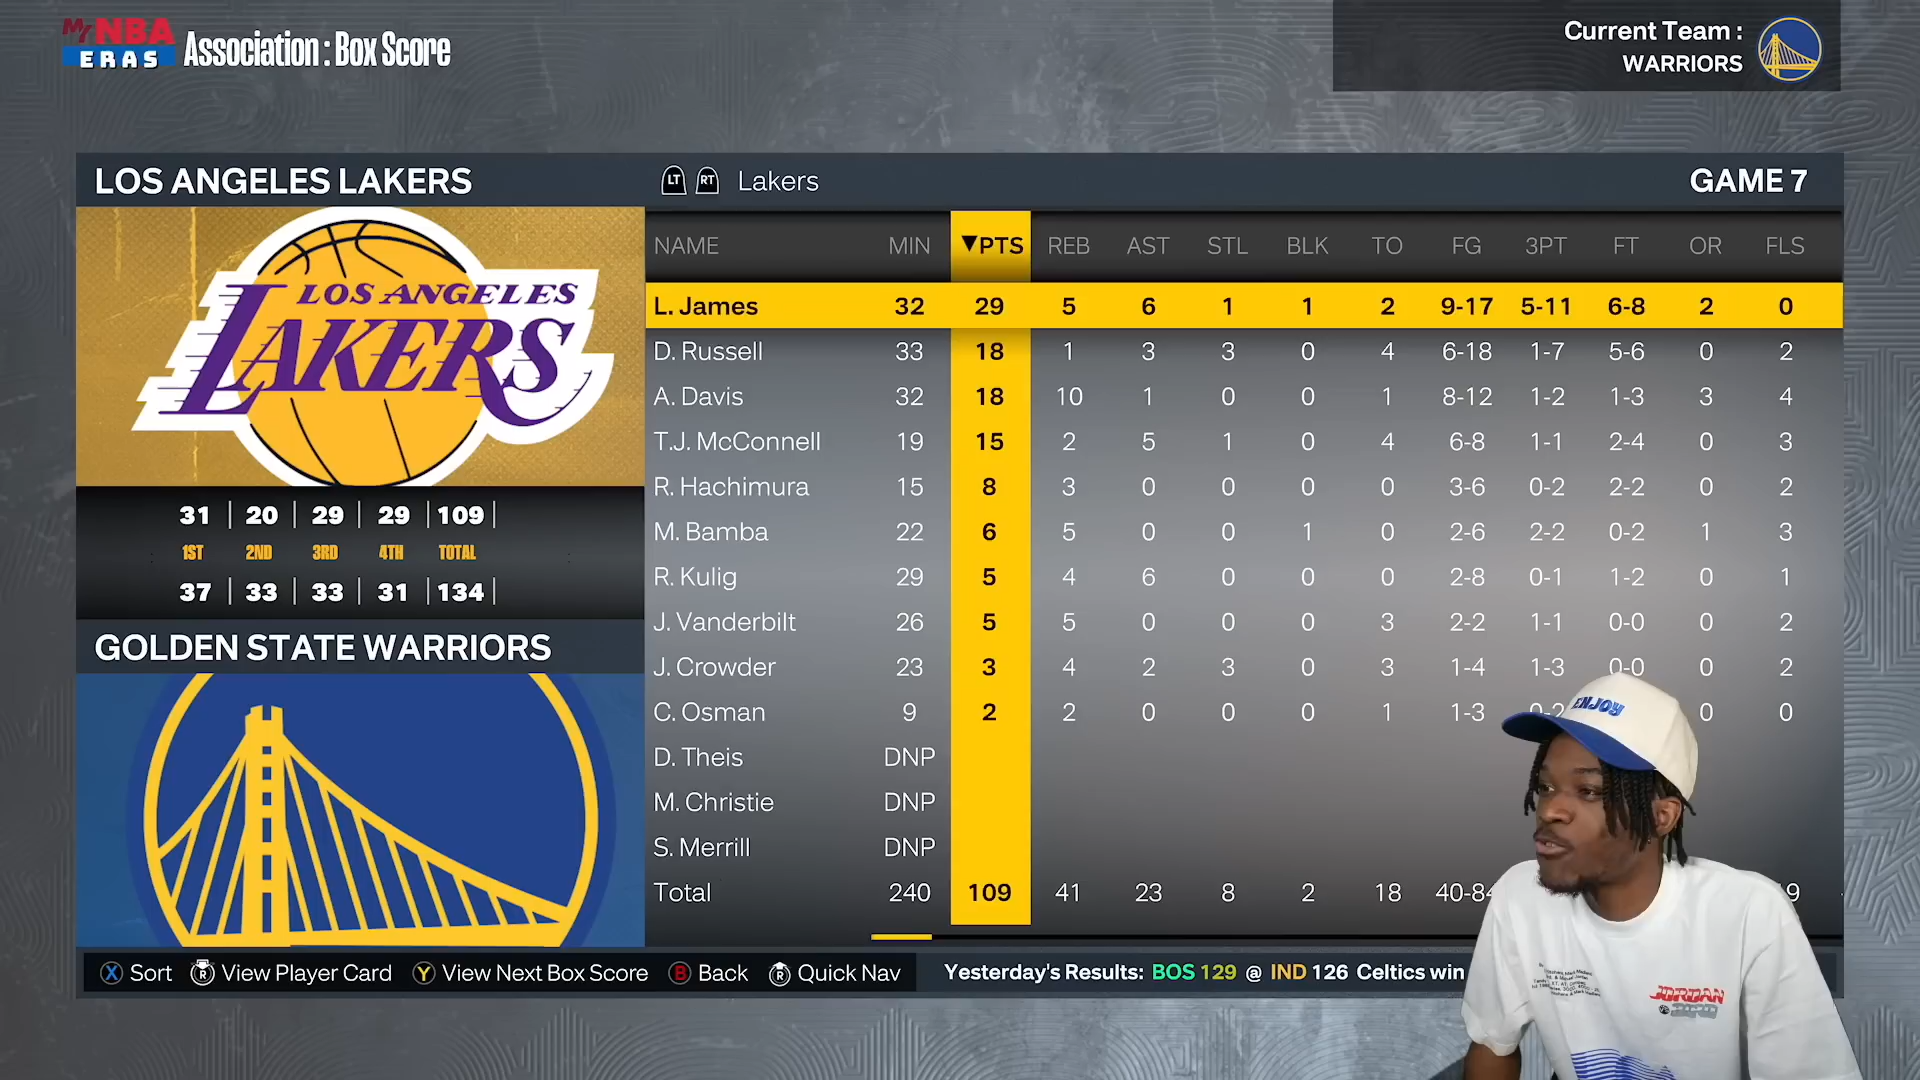 My NBA
ERAS
Association : Box Score
Current Team :
WARRIORS
LOS ANGELES LAKERS
LOS ANGELES
LAKERS
31 | 20 | 29 | 29 | 109 |
1ST 2ND 3RD 4TH TOTAL
37 | 33 | 33 | 31 | 134 |
GOLDEN STATE WARRIORS
LT RT Lakers GAME 7
NAME MIN ▼PTS REB AST STL BLK TO FG 3PT FT OR FLS
L. James 32 29 5 6 1 1 2 9-17 5-11 6-8 2 0
D. Russell 33 18 1 3 3 0 4 6-18 1-7 5-6 0 2
A. Davis 32 18 10 1 0 0 1 8-12 1-2 1-3 3 4
T.J. McConnell 19 15 2 5 1 0 4 6-8 1-1 2-4 0 3
R. Hachimura 15 8 3 0 0 0 0 3-6 0-2 2-2 0 2
M. Bamba 22 6 5 0 0 1 0 2-6 2-2 0-2 1 3
R. Kulig 29 5 4 6 0 0 0 2-8 0-1 1-2 0 1
J. Vanderbilt 26 5 5 0 0 0 3 2-2 1-1 0-0 0 2
J. Crowder 23 3 4 2 3 0 3 1-4 1-3 0-0 0 2
C. Osman 9 2 2 0 0 0 1 1-3 0-2 0 0
D. Theis DNP
M. Christie DNP
S. Merrill DNP
Total 240 109 41 23 8 2 18 40-84
ENJOY
JORDAN
X Sort R View Player Card Y View Next Box Score B Back R Quick Nav
Yesterday's Results: BOS 129 @ IND 126 Celtics win